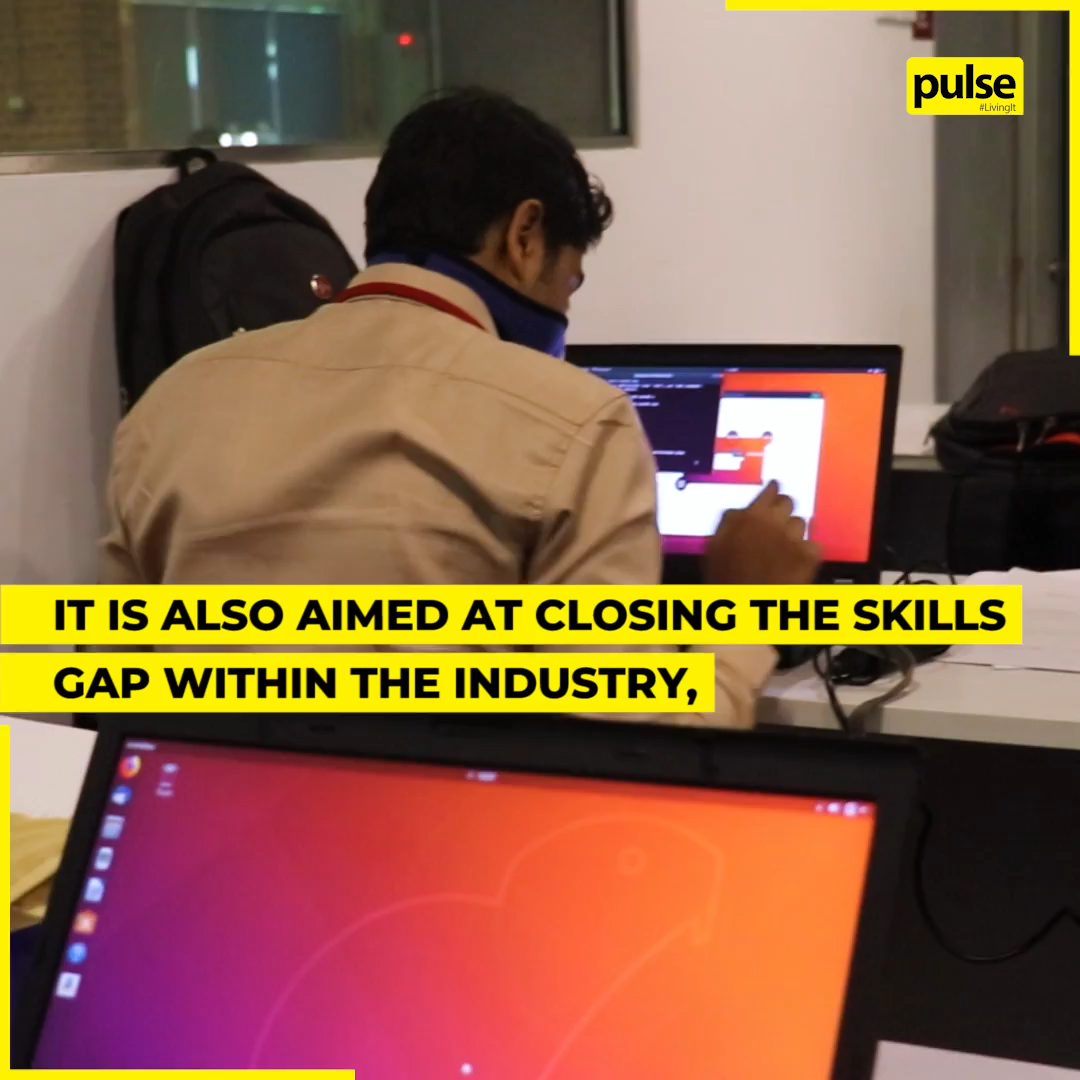 pulse
#LivingIt
IT IS ALSO AIMED AT CLOSING THE SKILLS
GAP WITHIN THE INDUSTRY,